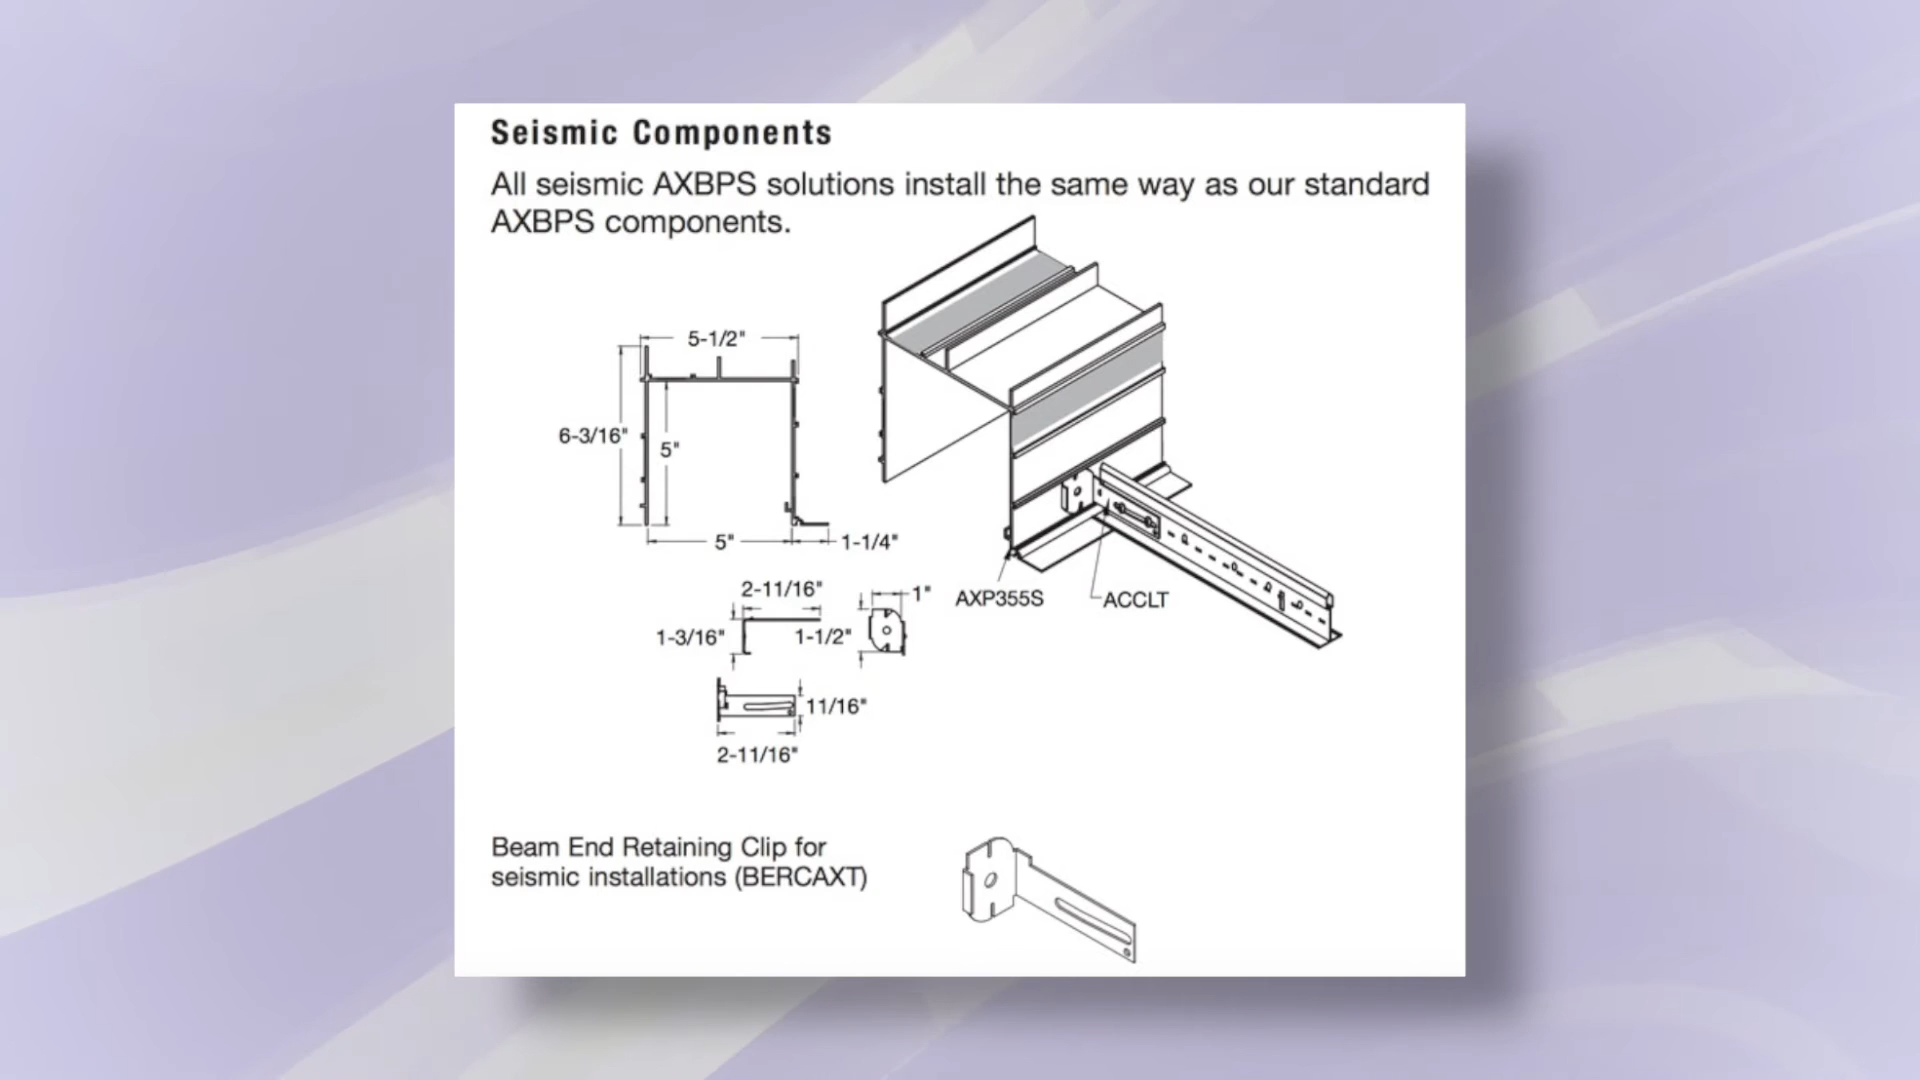 Seismic Components
All seismic AXBPS solutions install the same way as our standard
AXBPS components.
5-1/2"
6-3/16"
5"
5"
1-1/4"
2-11/16"
1"
1-3/16"
1-1/2"
AXP355S
ACCLT
11/16"
2-11/16"
Beam End Retaining Clip for
seismic installations (BERCAXT)